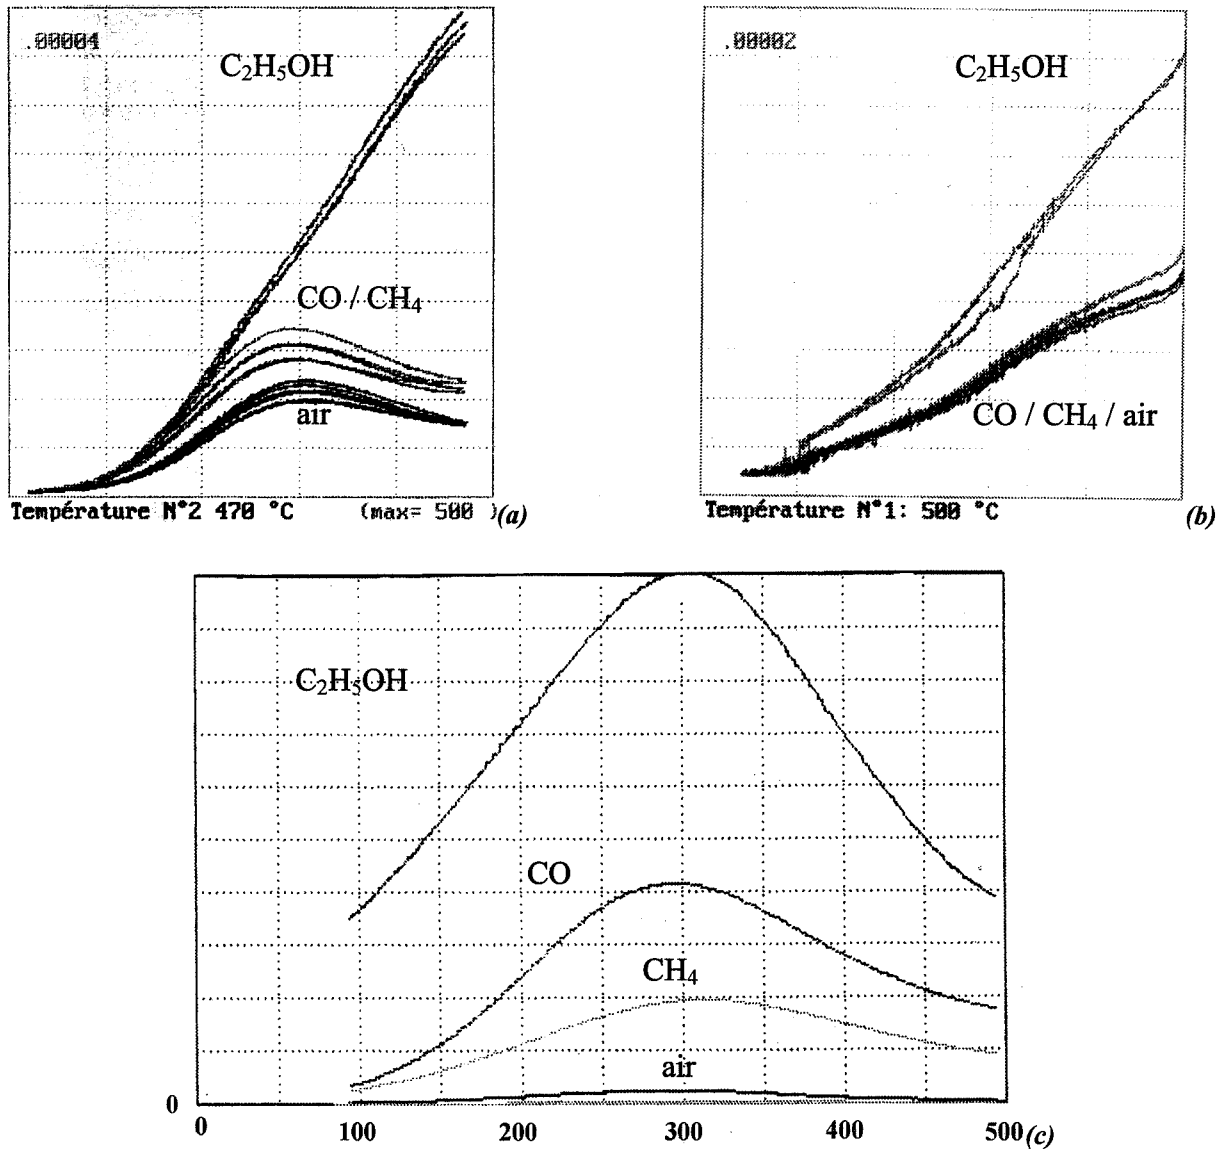 .00004
C₂H₅OH
CO / CH₄
air
Température N°2 470 °C (max= 500 )(a)
.00002
C₂H₅OH
CO / CH₄ / air
Température N°1: 500 °C (b)
C₂H₅OH
CO
CH₄
air
0
0 100 200 300 400 500 (c)